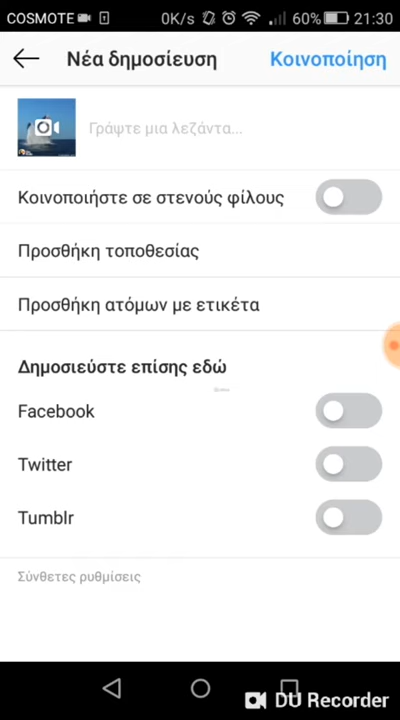 COSMOTE 0K/s 60% 21:30
Νέα δημοσίευση Κοινοποίηση
Γράψτε μια λεζάντα...
Κοινοποιήστε σε στενούς φίλους
Προσθήκη τοποθεσίας
Προσθήκη ατόμων με ετικέτα
Δημοσιεύστε επίσης εδώ
Facebook
Twitter
Tumblr
Σύνθετες ρυθμίσεις
DU Recorder